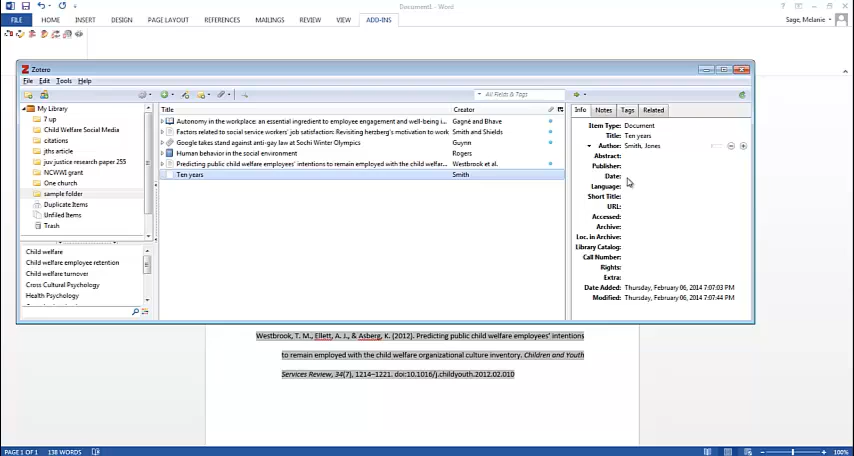 Document1 - Word
FILE HOME INSERT DESIGN PAGE LAYOUT REFERENCES MAILINGS REVIEW VIEW ADD-INS
Sage, Melanie
Zotero
File Edit Tools Help
All Fields & Tags
My Library
7 up
Child Welfare Social Media
citations
jths article
juv justice research paper 255
NCWWI grant
One church
sample folder
Duplicate Items
Unfiled Items
Trash
Child welfare
Child welfare employee retention
Child welfare turnover
Cross Cultural Psychology
Health Psychology
Title Creator
Autonomy in the workplace: an essential ingredient to employee engagement and well-being i... Gagné and Bhave
Factors related to social service workers' job satisfaction: Revisiting herzberg's motivation to work Smith and Shields
Google takes stand against anti-gay law at Sochi Winter Olympics Guynn
Human behavior in the social environment Rogers
Predicting public child welfare employees' intentions to remain employed with the child welfar... Westbrook et al.
Ten years Smith
Info Notes Tags Related
Item Type: Document
Title: Ten years
Author: Smith, Jones
Abstract:
Publisher:
Date:
Language:
Short Title:
URL:
Accessed:
Archive:
Loc. in Archive:
Library Catalog:
Call Number:
Rights:
Extra:
Date Added: Thursday, February 06, 2014 7:07:03 PM
Modified: Thursday, February 06, 2014 7:07:44 PM
Westbrook, T. M., Ellett, A. J., & Asberg, K. (2012). Predicting public child welfare employees' intentions
to remain employed with the child welfare organizational culture inventory. Children and Youth
Services Review, 34(7), 1214–1221. doi:10.1016/j.childyouth.2012.02.010
PAGE 1 OF 1 138 WORDS
100%